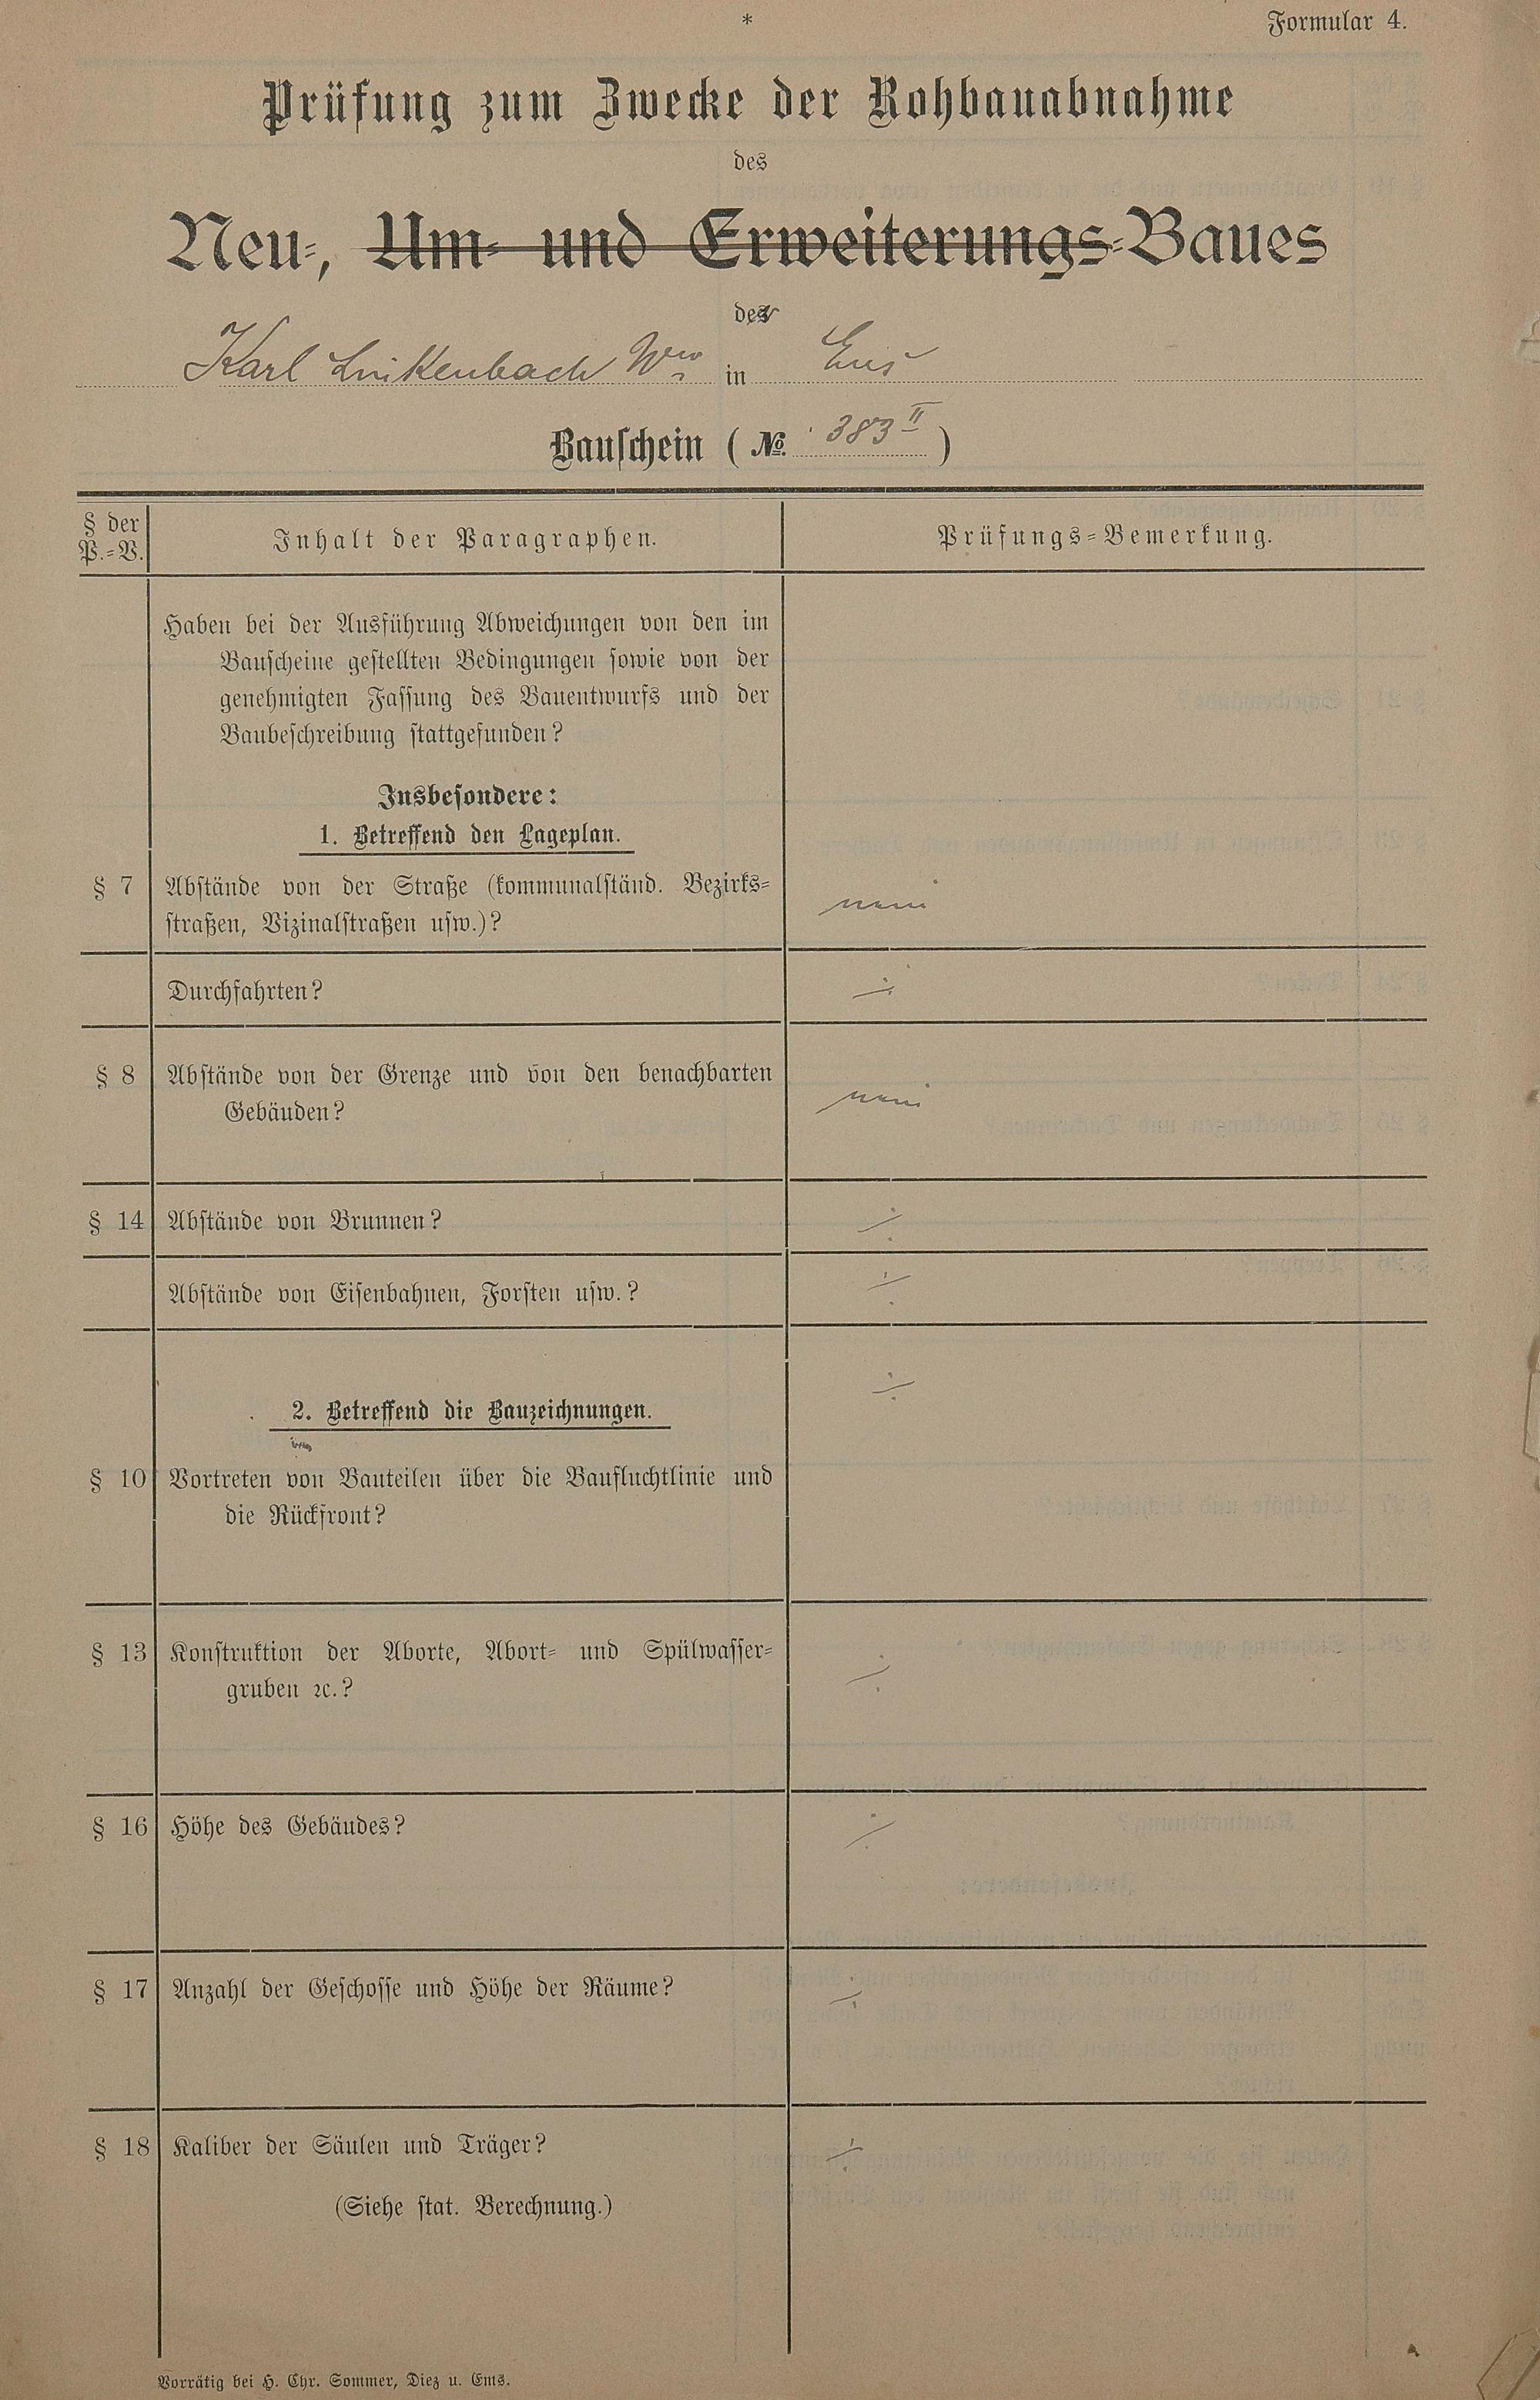 *
Formular 4.
Prüfung zum Zwecke der Rohbauabnahme
des
Neu-, Um- und Erweiterungs-Baues
der
Karl Linkenbach Wwe in Ems
Bauschein (No. 383 II)
§ der
P.-V.
Inhalt der Paragraphen.
Prüfungs-Bemerkung.
Haben bei der Ausführung Abweichungen von den im
Bauscheine gestellten Bedingungen sowie von der
genehmigten Fassung des Bauentwurfs und der
Baubeschreibung stattgefunden?
Insbesondere:
1. Betreffend den Lageplan.
§ 7 Abstände von der Straße (kommunalständ. Bezirks-
straßen, Vizinalstraßen usw.)?
nein
Durchfahrten?
÷
§ 8 Abstände von der Grenze und von den benachbarten
Gebäuden?
nein
§ 14 Abstände von Brunnen?
÷
Abstände von Eisenbahnen, Forsten usw.?
÷
÷
2. Betreffend die Bauzeichnungen.
§ 10 Vortreten von Bauteilen über die Baufluchtlinie und
die Rückfront?
§ 13 Konstruktion der Aborte, Abort- und Spülwasser-
gruben ꝛc.?
÷
§ 16 Höhe des Gebäudes?
÷
§ 17 Anzahl der Geschosse und Höhe der Räume?
÷
§ 18 Kaliber der Säulen und Träger?
÷
(Siehe stat. Berechnung.)
Vorrätig bei H. Chr. Sommer, Diez u. Ems.